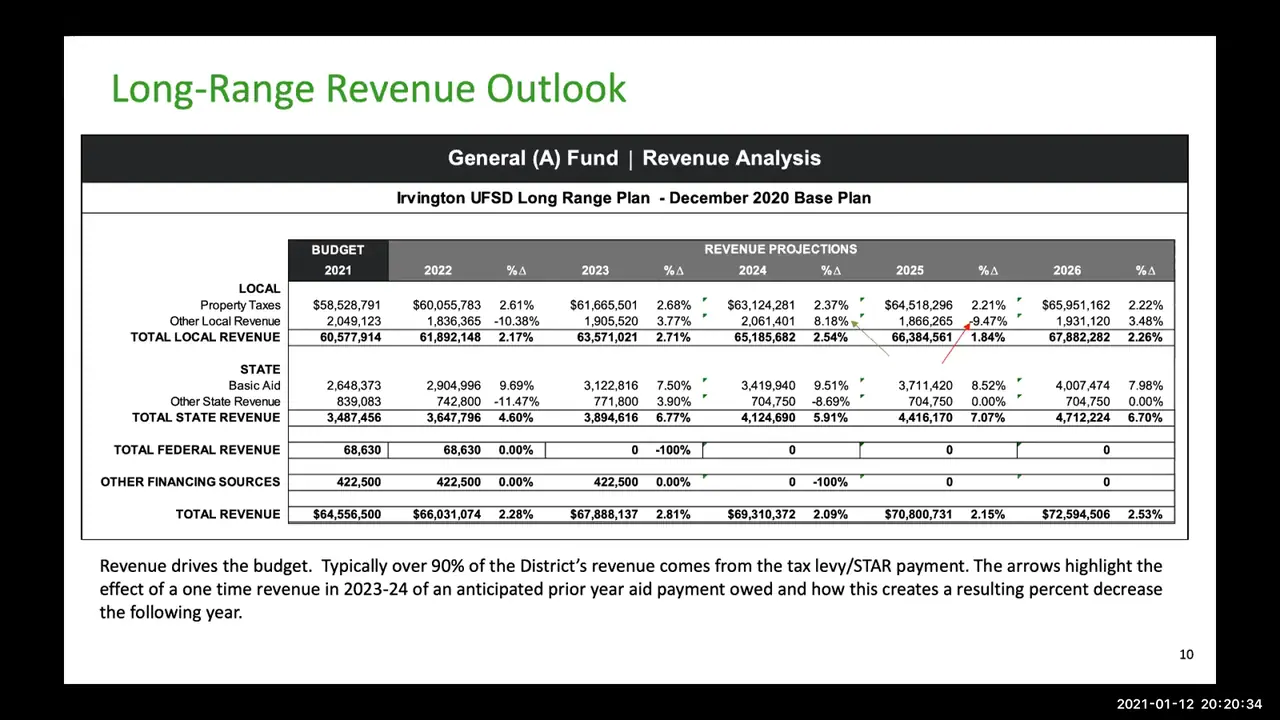 Long-Range Revenue Outlook
General (A) Fund | Revenue Analysis
Irvington UFSD Long Range Plan - December 2020 Base Plan
BUDGET REVENUE PROJECTIONS
2021 2022 %∆ 2023 %∆ 2024 %∆ 2025 %∆ 2026 %∆
LOCAL
Property Taxes $58,528,791 $60,055,783 2.61% $61,665,501 2.68% $63,124,281 2.37% $64,518,296 2.21% $65,951,162 2.22%
Other Local Revenue 2,049,123 1,836,365 -10.38% 1,905,520 3.77% 2,061,401 8.18% 1,866,265 -9.47% 1,931,120 3.48%
TOTAL LOCAL REVENUE 60,577,914 61,892,148 2.17% 63,571,021 2.71% 65,185,682 2.54% 66,384,561 1.84% 67,882,282 2.26%
STATE
Basic Aid 2,648,373 2,904,996 9.69% 3,122,816 7.50% 3,419,940 9.51% 3,711,420 8.52% 4,007,474 7.98%
Other State Revenue 839,083 742,800 -11.47% 771,800 3.90% 704,750 -8.69% 704,750 0.00% 704,750 0.00%
TOTAL STATE REVENUE 3,487,456 3,647,796 4.60% 3,894,616 6.77% 4,124,690 5.91% 4,416,170 7.07% 4,712,224 6.70%
TOTAL FEDERAL REVENUE 68,630 68,630 0.00% 0 -100% 0 0 0
OTHER FINANCING SOURCES 422,500 422,500 0.00% 422,500 0.00% 0 -100% 0 0
TOTAL REVENUE $64,556,500 $66,031,074 2.28% $67,888,137 2.81% $69,310,372 2.09% $70,800,731 2.15% $72,594,506 2.53%
Revenue drives the budget. Typically over 90% of the District's revenue comes from the tax levy/STAR payment. The arrows highlight the
effect of a one time revenue in 2023-24 of an anticipated prior year aid payment owed and how this creates a resulting percent decrease
the following year.
10
2021-01-12 20:20:34